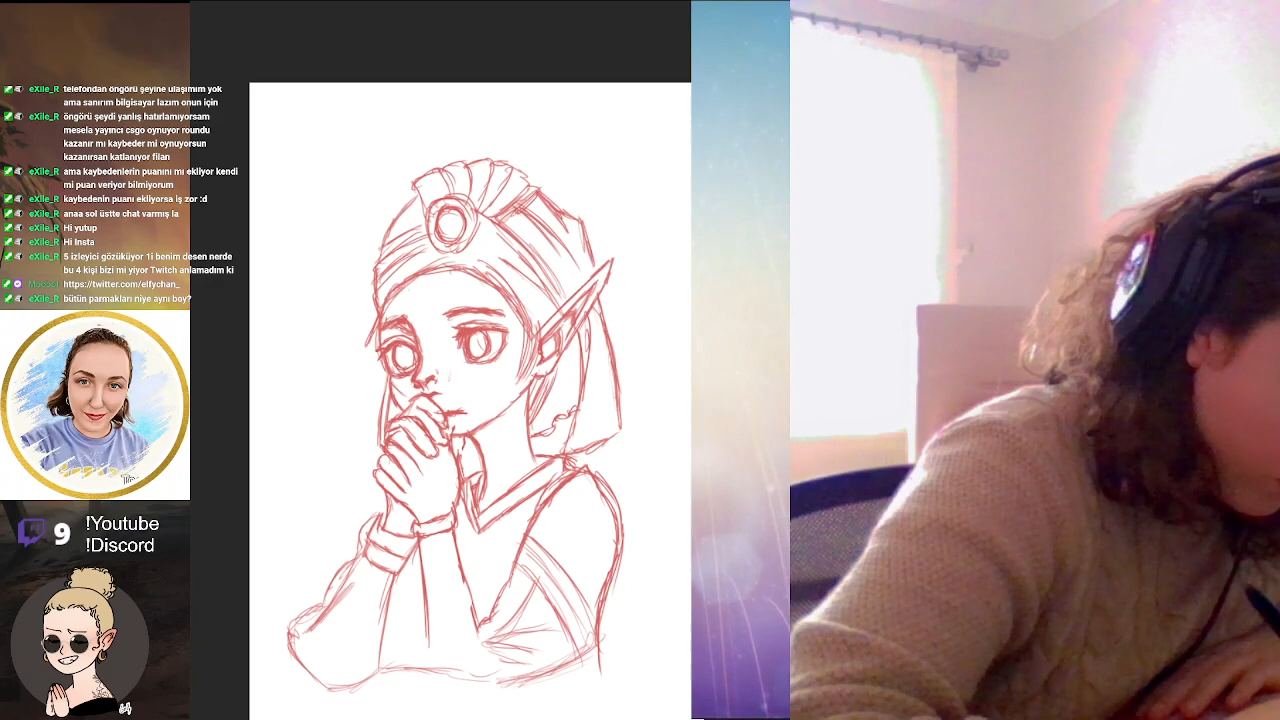 eXile_R telefondan öngörü şeyine ulaşımım yok
ama sanırım bilgisayar lazım onun için
eXile_R öngörü şeydi yanlış hatırlamıyorsam
mesela yayıncı csgo oynuyor roundu
kazanır mı kaybeder mi oynuyorsun
kazanırsan katlanıyor filan
eXile_R ama kaybedenlerin puanını mı ekliyor kendi
mi puan veriyor bilmiyorum
eXile_R kaybedenin puanı ekliyorsa iş zor :d
eXile_R anaa sol üstte chat varmış la
eXile_R Hi yutup
eXile_R Hi Insta
eXile_R 5 izleyici gözüküyor 1i benim desen nerde
bu 4 kişi bizi mi yiyor Twitch anlamadım ki
https://twitter.com/elfychan_
eXile_R bütün parmakları niye aynı boy?
9 !Youtube
!Discord